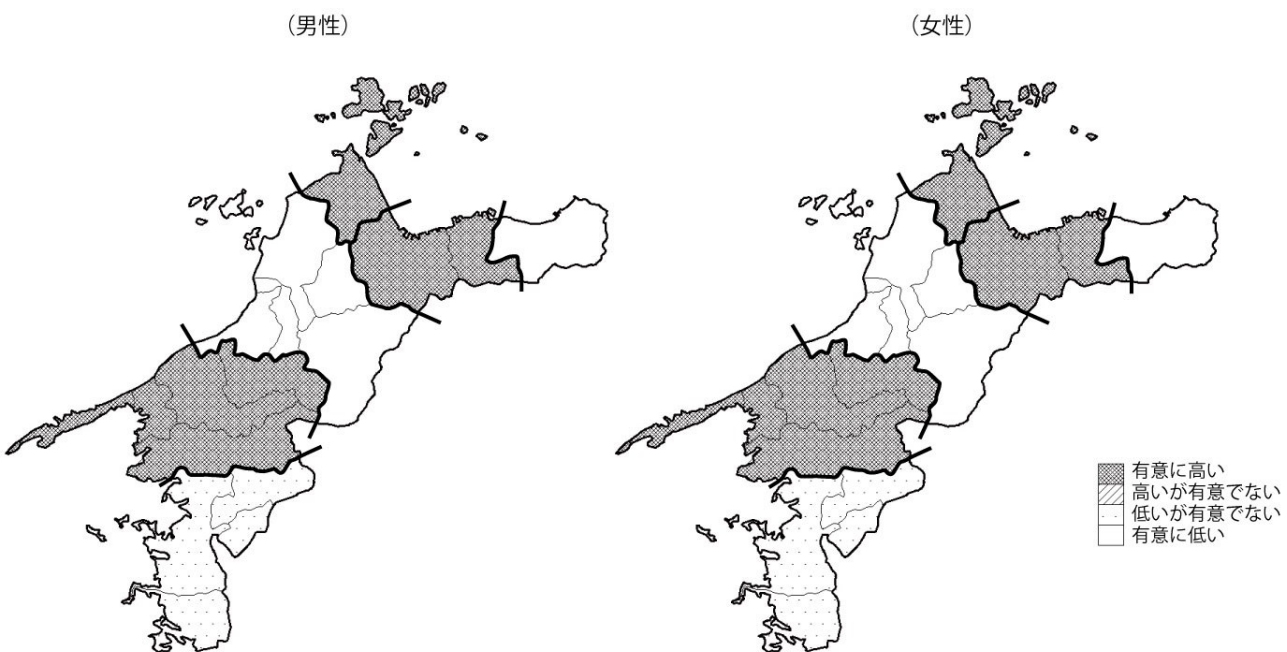 （男性）
（女性）
有意に高い
高いが有意でない
低いが有意でない
有意に低い